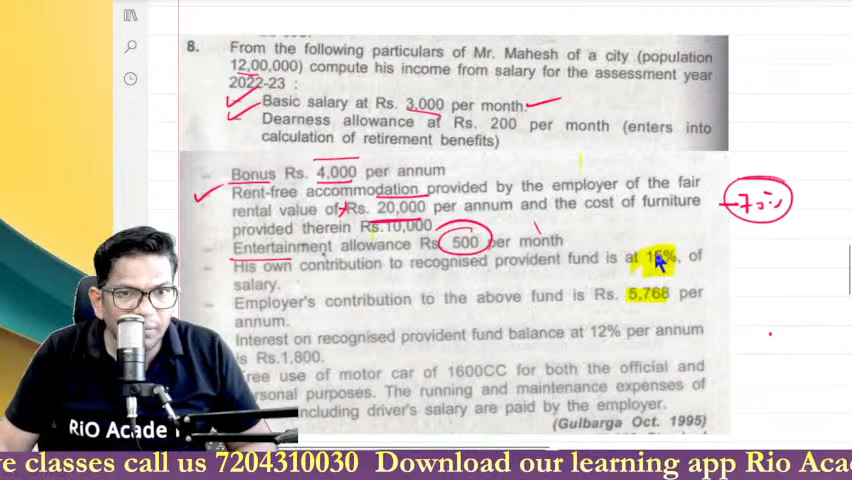 8. From the following particulars of Mr. Mahesh of a city (population
12,00,000) compute his income from salary for the assessment year
2022-23 :
Basic salary at Rs. 3,000 per month.
Dearness allowance at Rs. 200 per month (enters into
calculation of retirement benefits)
- Bonus Rs. 4,000 per annum
Rent-free accommodation provided by the employer of the fair
rental value of Rs. 20,000 per annum and the cost of furniture
provided therein Rs.10,000
- Entertainment allowance Rs 500 per month
- His own contribution to recognised provident fund is at 15%, of
salary.
- Employer's contribution to the above fund is Rs. 5,768 per
annum.
Interest on recognised provident fund balance at 12% per annum
is Rs.1,800.
ree use of motor car of 1600CC for both the official and
rsonal purposes. The running and maintenance expenses of
including driver's salary are paid by the employer.
(Gulbarga Oct. 1995)
RiO Acade
e classes call us 7204310030 Download our learning app Rio Aca